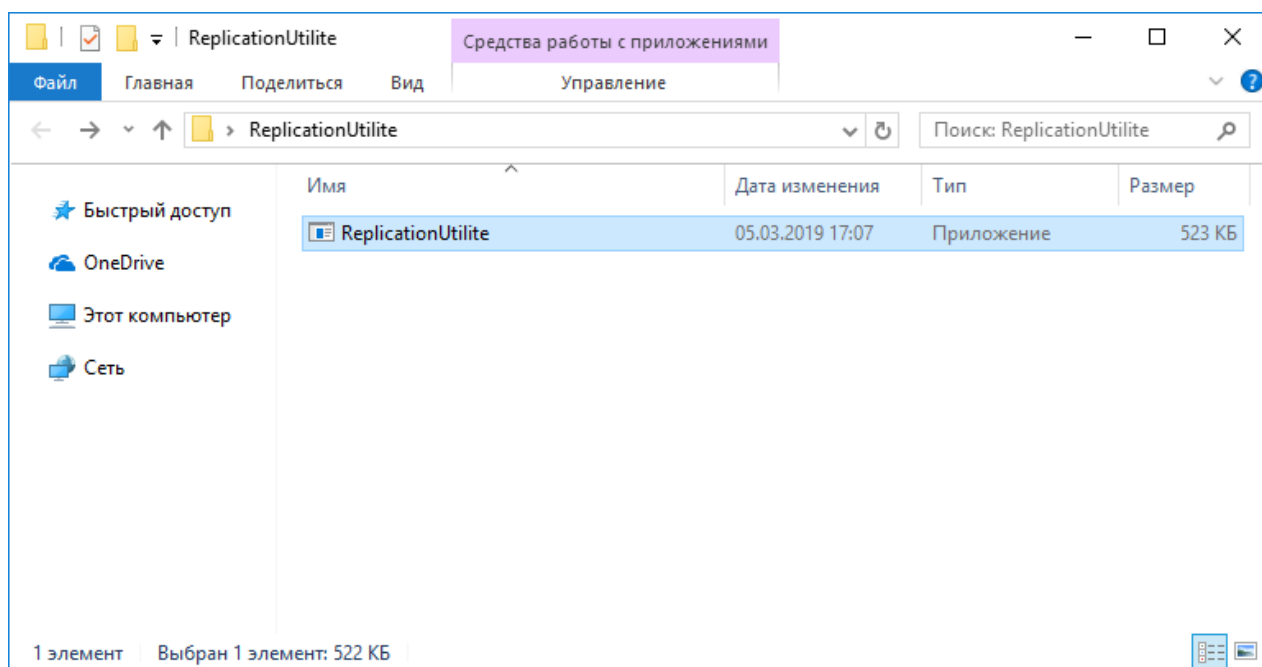 ReplicationUtilite
Средства работы с приложениями
Файл Главная Поделиться Вид Управление
ReplicationUtilite Поиск: ReplicationUtilite
Имя Дата изменения Тип Размер
Быстрый доступ
ReplicationUtilite 05.03.2019 17:07 Приложение 523 КБ
OneDrive
Этот компьютер
Сеть
1 элемент Выбран 1 элемент: 522 КБ